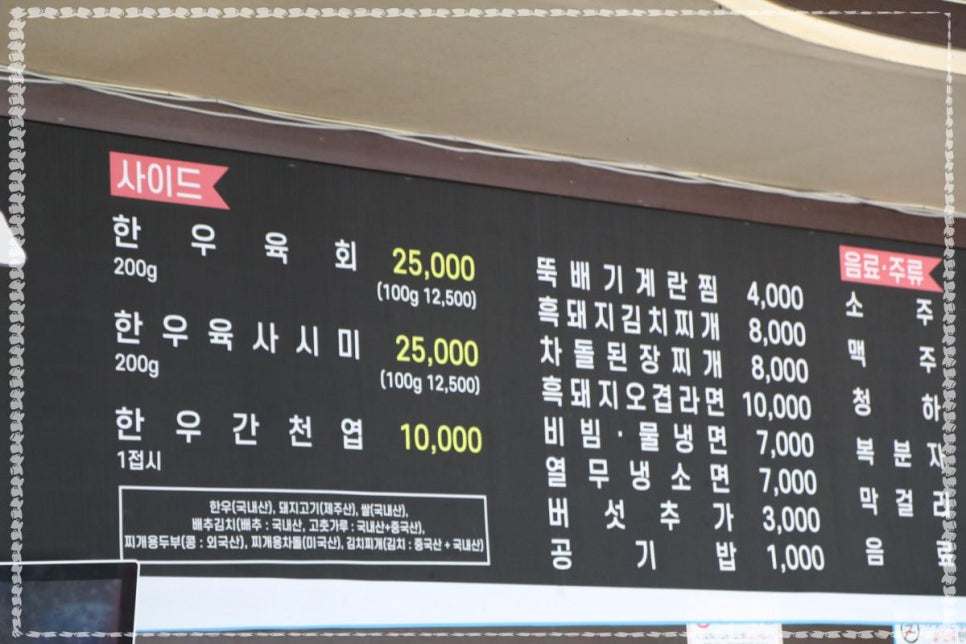 사이드
한우육회 25,000
200g (100g 12,500)
한우육사시미 25,000
200g (100g 12,500)
한우간천엽 10,000
1접시
한우(국내산), 돼지고기(제주산), 쌀(국내산),
배추김치(배추 : 국내산, 고춧가루 : 국내산+중국산),
찌개용두부(콩 : 외국산), 찌개용차돌(미국산), 김치찌개(김치 : 중국산 + 국내산)
뚝배기계란찜 4,000
흑돼지김치찌개 8,000
차돌된장찌개 8,000
흑돼지오겹라면 10,000
비빔·물냉면 7,000
열무냉소면 7,000
버섯추가 3,000
공기밥 1,000
음료·주류
소주
맥주
청하
복분자
막걸리
음료